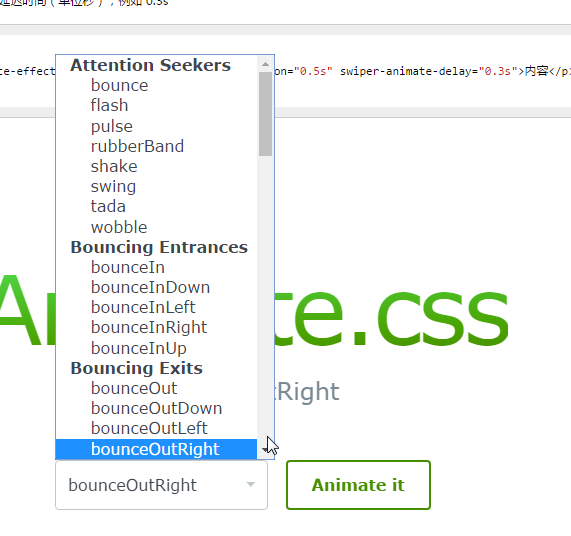 延迟时间（单位秒），例如 0.3s
te-effect
on="0.5s" swiper-animate-delay="0.3s">内容</p>
Attention Seekers
bounce
flash
pulse
rubberBand
shake
swing
tada
wobble
Bouncing Entrances
bounceIn
bounceInDown
bounceInLeft
bounceInRight
bounceInUp
Bouncing Exits
bounceOut
bounceOutDown
bounceOutLeft
bounceOutRight
An te.css
tRight
bounceOutRight
Animate it